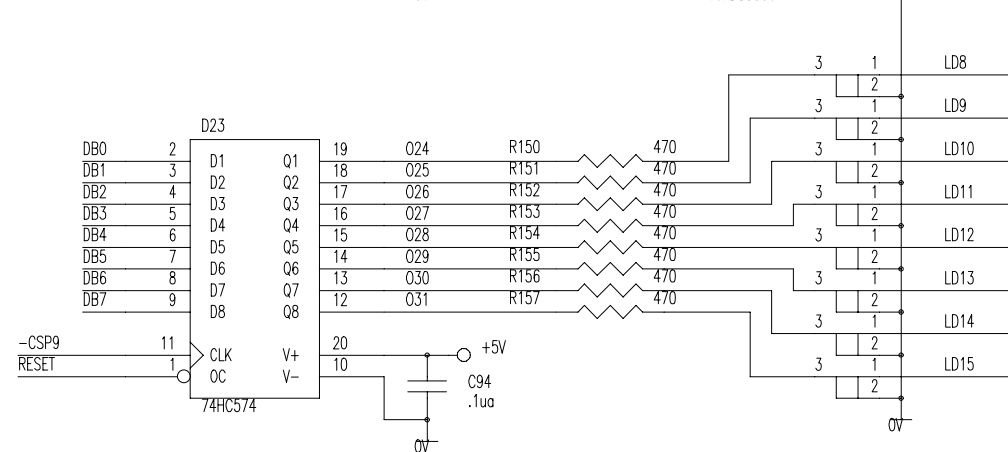 D23
DB0 2 D1 Q1 19 O24 R150 470
DB1 3 D2 Q2 18 O25 R151 470
DB2 4 D3 Q3 17 O26 R152 470
DB3 5 D4 Q4 16 O27 R153 470
DB4 6 D5 Q5 15 O28 R154 470
DB5 7 D6 Q6 14 O29 R155 470
DB6 8 D7 Q7 13 O30 R156 470
DB7 9 D8 Q8 12 O31 R157 470
-CSP9 11 CLK V+ 20 +5V
RESET 1 OC V- 10
74HC574
C94
.1ua
0V
3 1 LD8
2
3 1 LD9
2
3 1 LD10
2
3 1 LD11
2
3 1 LD12
2
3 1 LD13
2
3 1 LD14
2
3 1 LD15
2
0V